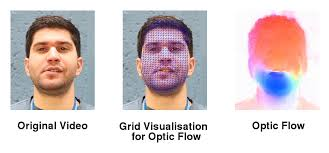 Original Video
Grid Visualisation
for Optic Flow
Optic Flow